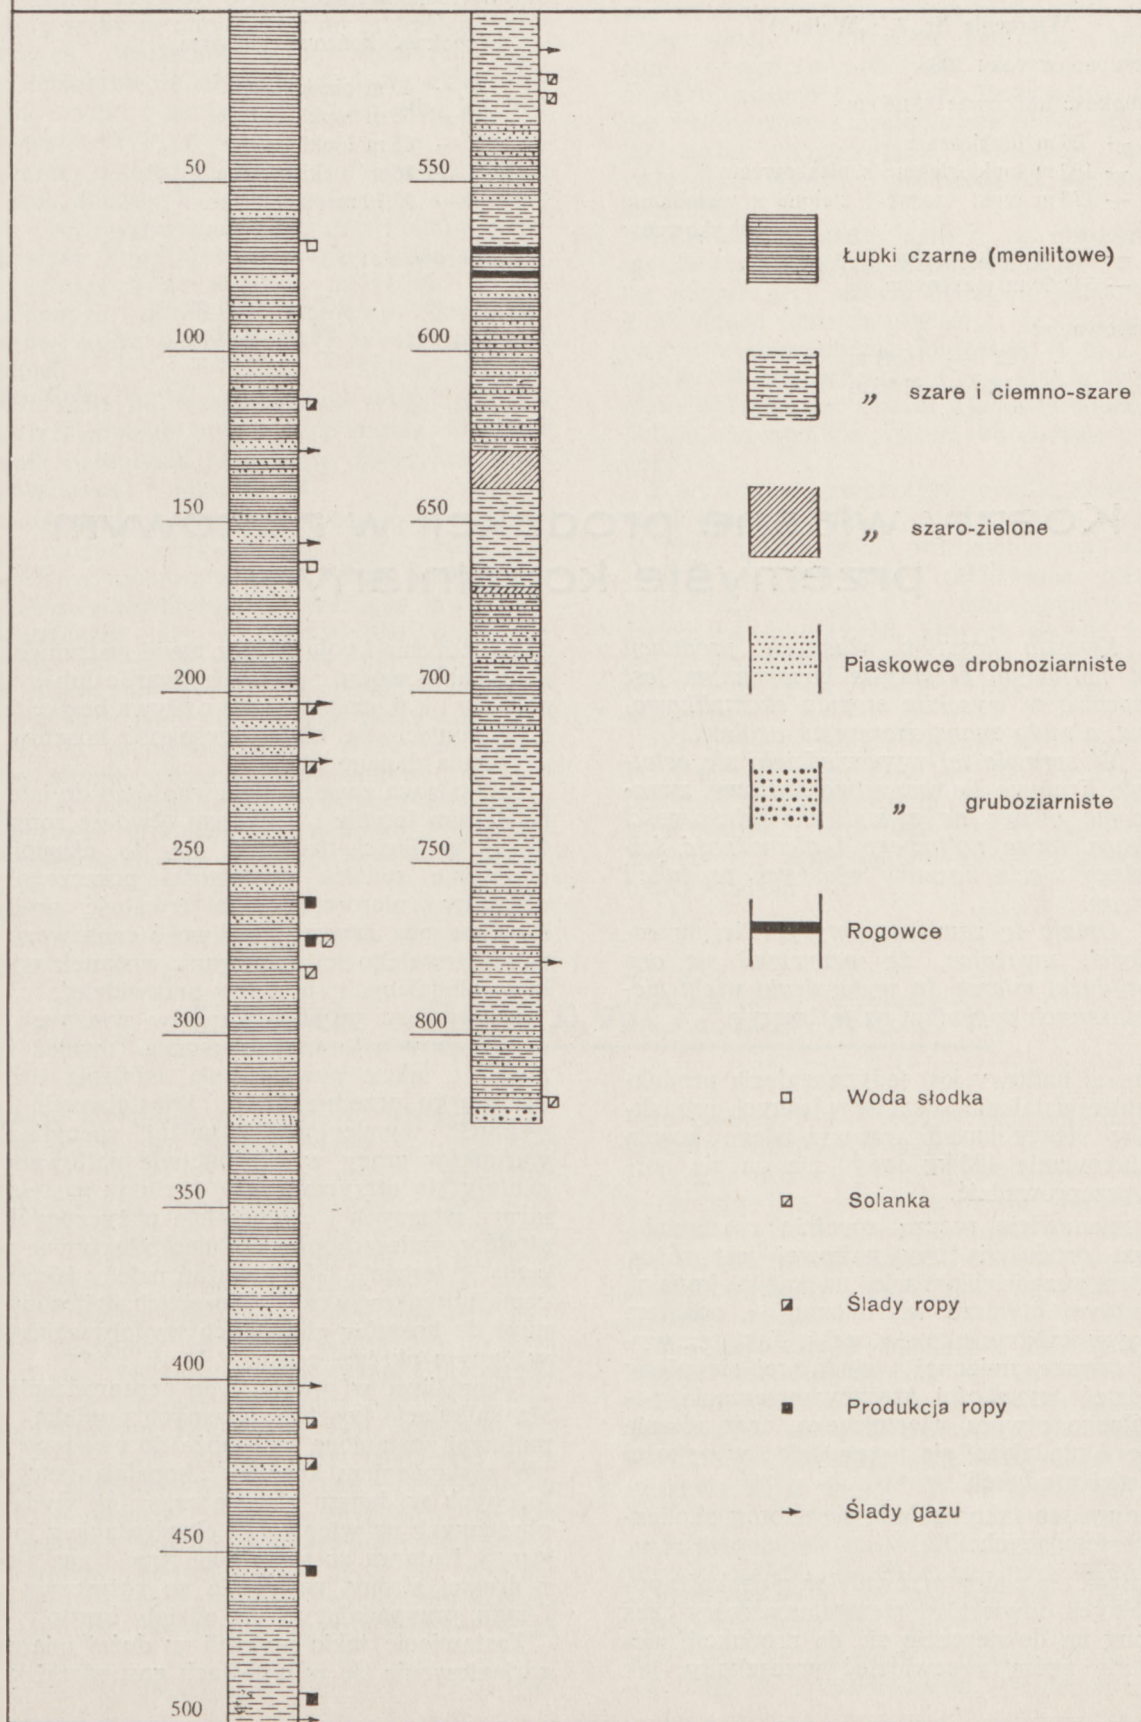 50
100
150
200
250
300
350
400
450
500
550
600
650
700
750
800
Łupki czarne (menilitowe)
„ szare i ciemno-szare
„ szaro-zielone
Piaskowce drobnoziarniste
„ gruboziarniste
Rogowce
Woda słodka
Solanka
Ślady ropy
Produkcja ropy
Ślady gazu